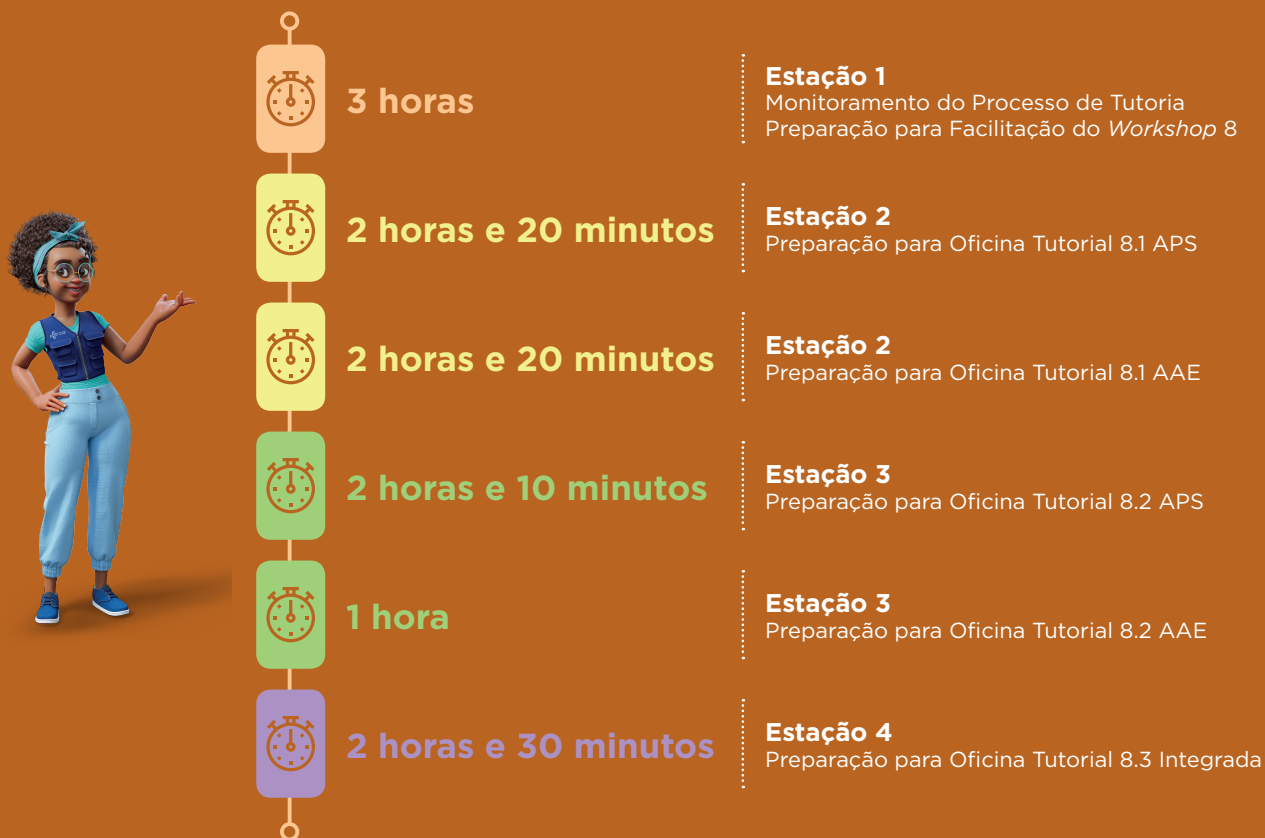 3 horas
Estação 1
Monitoramento do Processo de Tutoria
Preparação para Facilitação do Workshop 8
2 horas e 20 minutos
Estação 2
Preparação para Oficina Tutorial 8.1 APS
2 horas e 20 minutos
Estação 2
Preparação para Oficina Tutorial 8.1 AAE
2 horas e 10 minutos
Estação 3
Preparação para Oficina Tutorial 8.2 APS
1 hora
Estação 3
Preparação para Oficina Tutorial 8.2 AAE
2 horas e 30 minutos
Estação 4
Preparação para Oficina Tutorial 8.3 Integrada